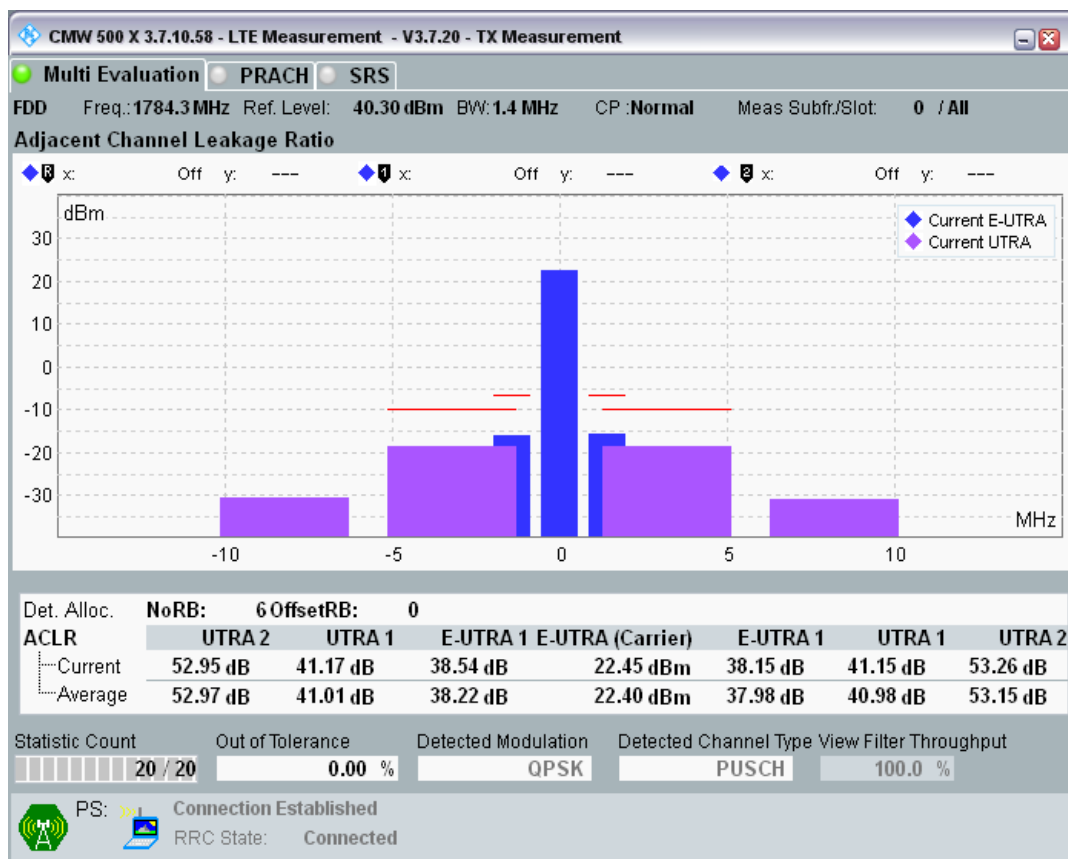 CMW 500 X 3.7.10.58 - LTE Measurement - V3.7.20 - TX Measurement
Multi Evaluation PRACH SRS
FDD Freq.: 1784.3 MHz Ref. Level: 40.30 dBm BW: 1.4 MHz CP :Normal Meas Subfr./Slot: 0 / All
Adjacent Channel Leakage Ratio
R x: Off y: --- 1 x: Off y: --- 2 x: Off y: ---
dBm
Current E-UTRA
Current UTRA
30
20
10
0
-10
-20
-30
MHz
-10 -5 0 5 10
Det. Alloc. NoRB: 6 OffsetRB: 0
ACLR UTRA 2 UTRA 1 E-UTRA 1 E-UTRA (Carrier) E-UTRA 1 UTRA 1 UTRA 2
Current 52.95 dB 41.17 dB 38.54 dB 22.45 dBm 38.15 dB 41.15 dB 53.26 dB
Average 52.97 dB 41.01 dB 38.22 dB 22.40 dBm 37.98 dB 40.98 dB 53.15 dB
Statistic Count Out of Tolerance Detected Modulation Detected Channel Type View Filter Throughput
20 / 20 0.00 % QPSK PUSCH 100.0 %
PS: Connection Established
RRC State: Connected